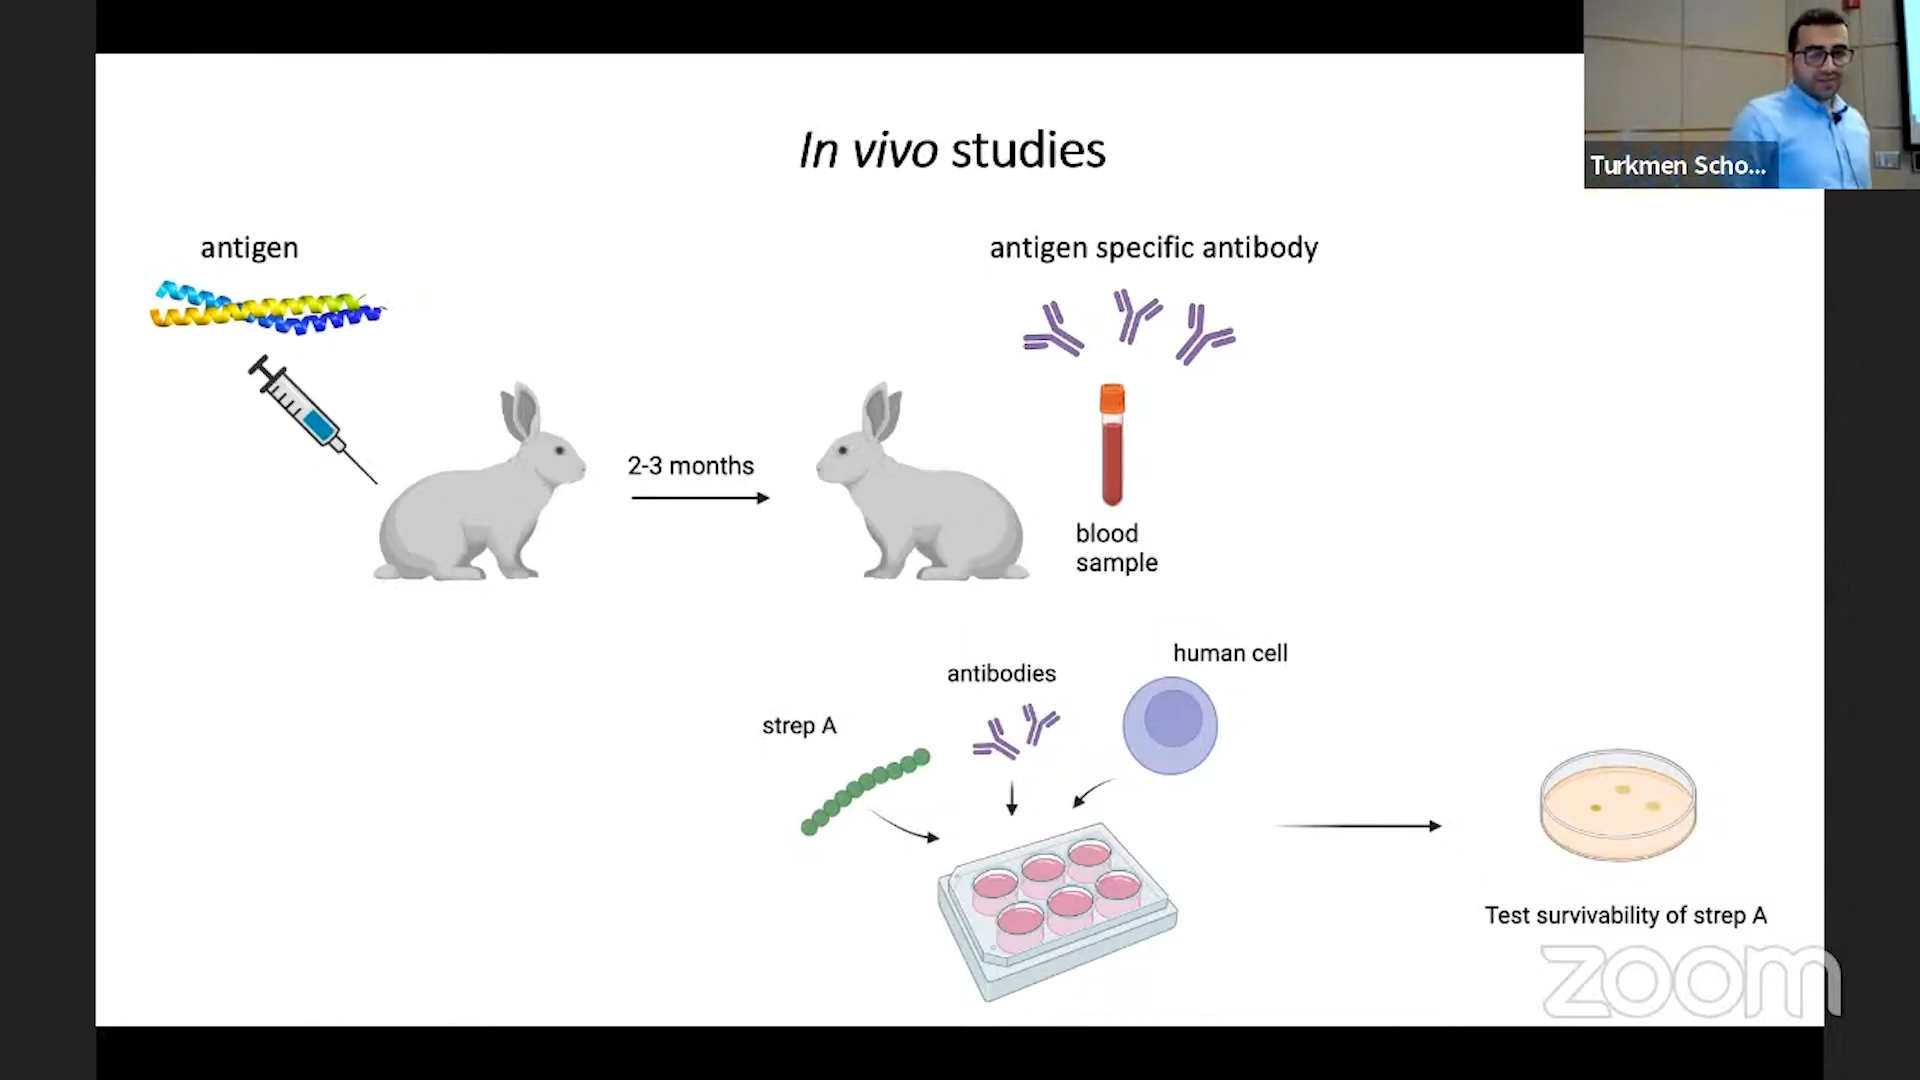 In vivo studies
Turkmen Scho...
antigen
antigen specific antibody
2-3 months
blood
sample
human cell
antibodies
strep A
Test survivability of strep A
zoom